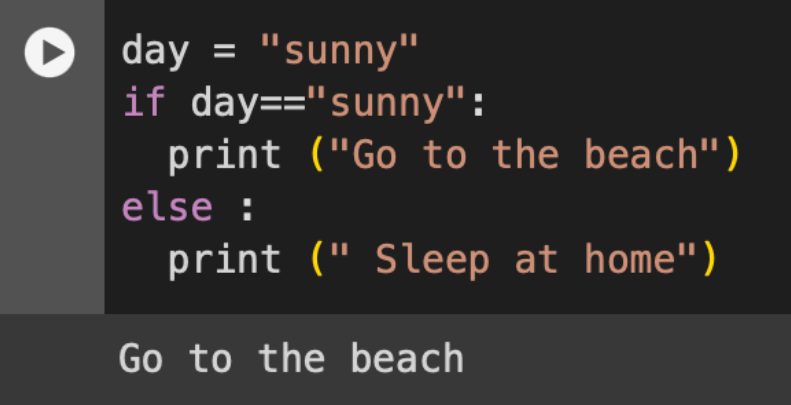 day = "sunny"
if day=="sunny":
  print ("Go to the beach")
else :
  print (" Sleep at home")
Go to the beach